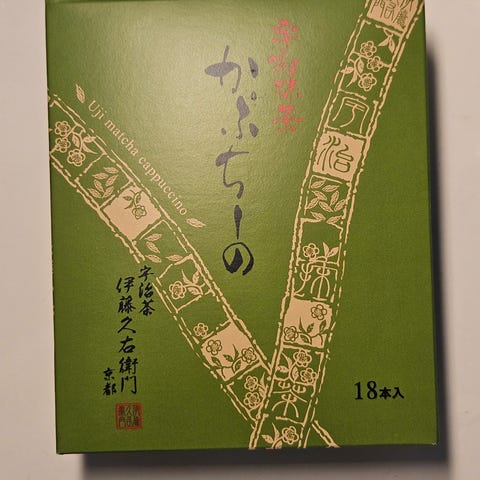 宇治抹茶
かぷちーの
Uji matcha cappuccino
宇治
抹茶
宇治茶
伊藤久右衛門
京都
18本入